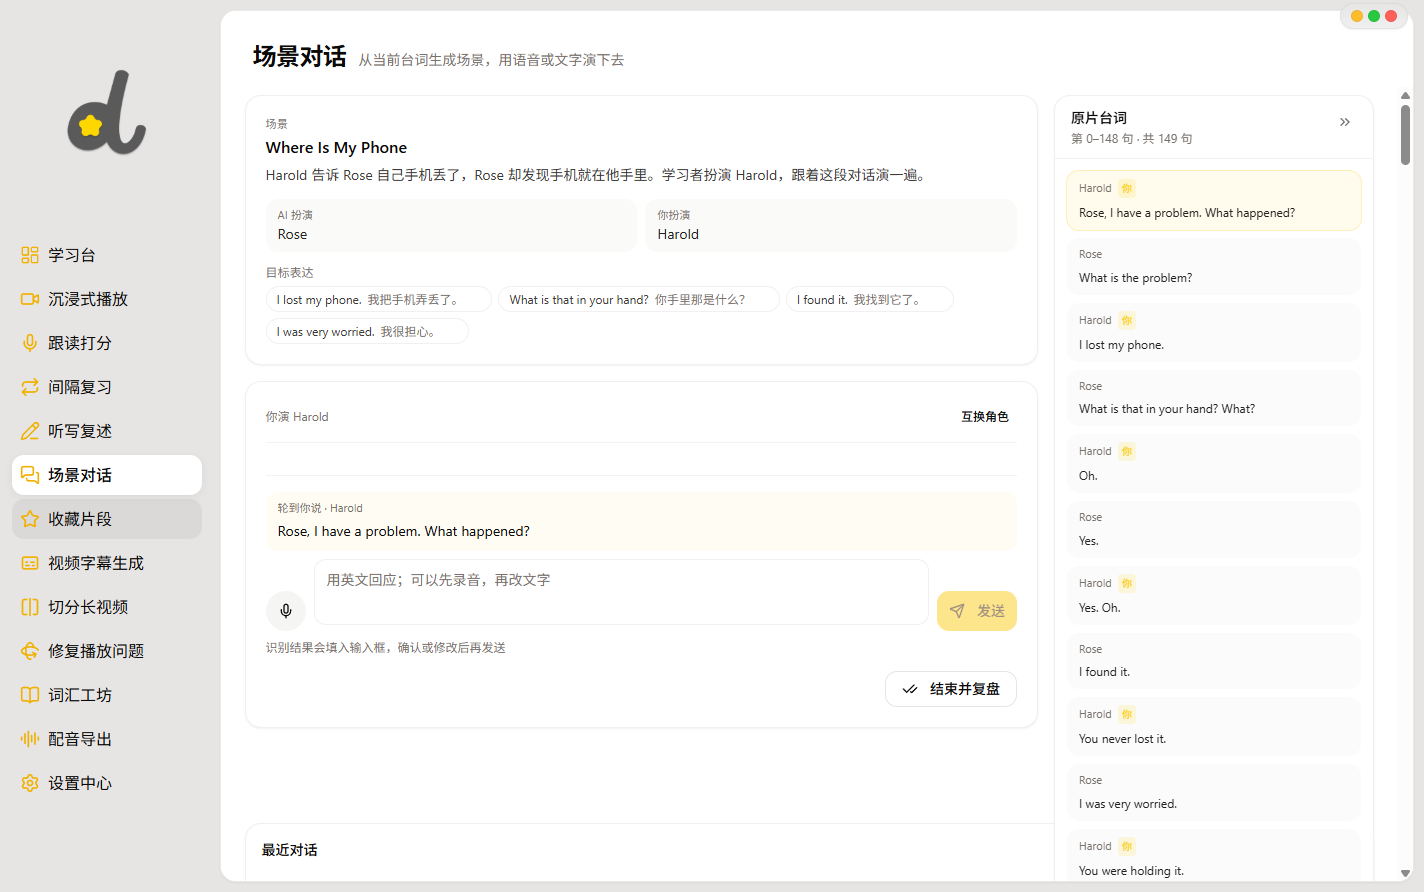 场景对话 从当前台词生成场景，用语音或文字演下去
学习台
沉浸式播放
跟读打分
间隔复习
听写复述
场景对话
收藏片段
视频字幕生成
切分长视频
修复播放问题
词汇工坊
配音导出
设置中心
场景
Where Is My Phone
Harold 告诉 Rose 自己手机丢了，Rose 却发现手机就在他手里。学习者扮演 Harold，跟着这段对话演一遍。
AI 扮演
Rose
你扮演
Harold
目标表达
I lost my phone. 我把手机弄丢了。
What is that in your hand? 你手里那是什么？
I found it. 我找到它了。
I was very worried. 我很担心。
你演 Harold
互换角色
轮到你说 · Harold
Rose, I have a problem. What happened?
用英文回应；可以先录音，再改文字
发送
识别结果会填入输入框，确认或修改后再发送
结束并复盘
最近对话
原片台词
第 0–148 句 · 共 149 句
Harold 你
Rose, I have a problem. What happened?
Rose
What is the problem?
Harold 你
I lost my phone.
Rose
What is that in your hand? What?
Harold 你
Oh.
Rose
Yes.
Harold 你
Yes. Oh.
Rose
I found it.
Harold 你
You never lost it.
Rose
I was very worried.
Harold 你
You were holding it.